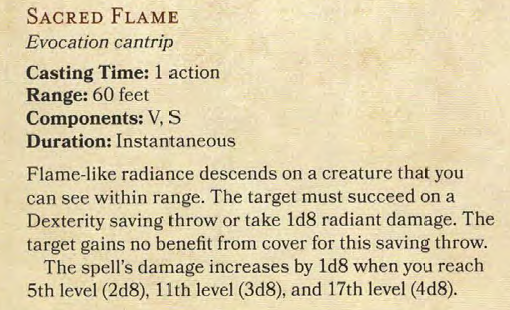 SACRED FLAME
Evocation cantrip
Casting Time: 1 action
Range: 60 feet
Components: V, S
Duration: Instantaneous
Flame-like radiance descends on a creature that you
can see within range. The target must succeed on a
Dexterity saving throw or take 1d8 radiant damage. The
target gains no benefit from cover for this saving throw.
The spell's damage increases by 1d8 when you reach
5th level (2d8), 11th level (3d8), and 17th level (4d8).